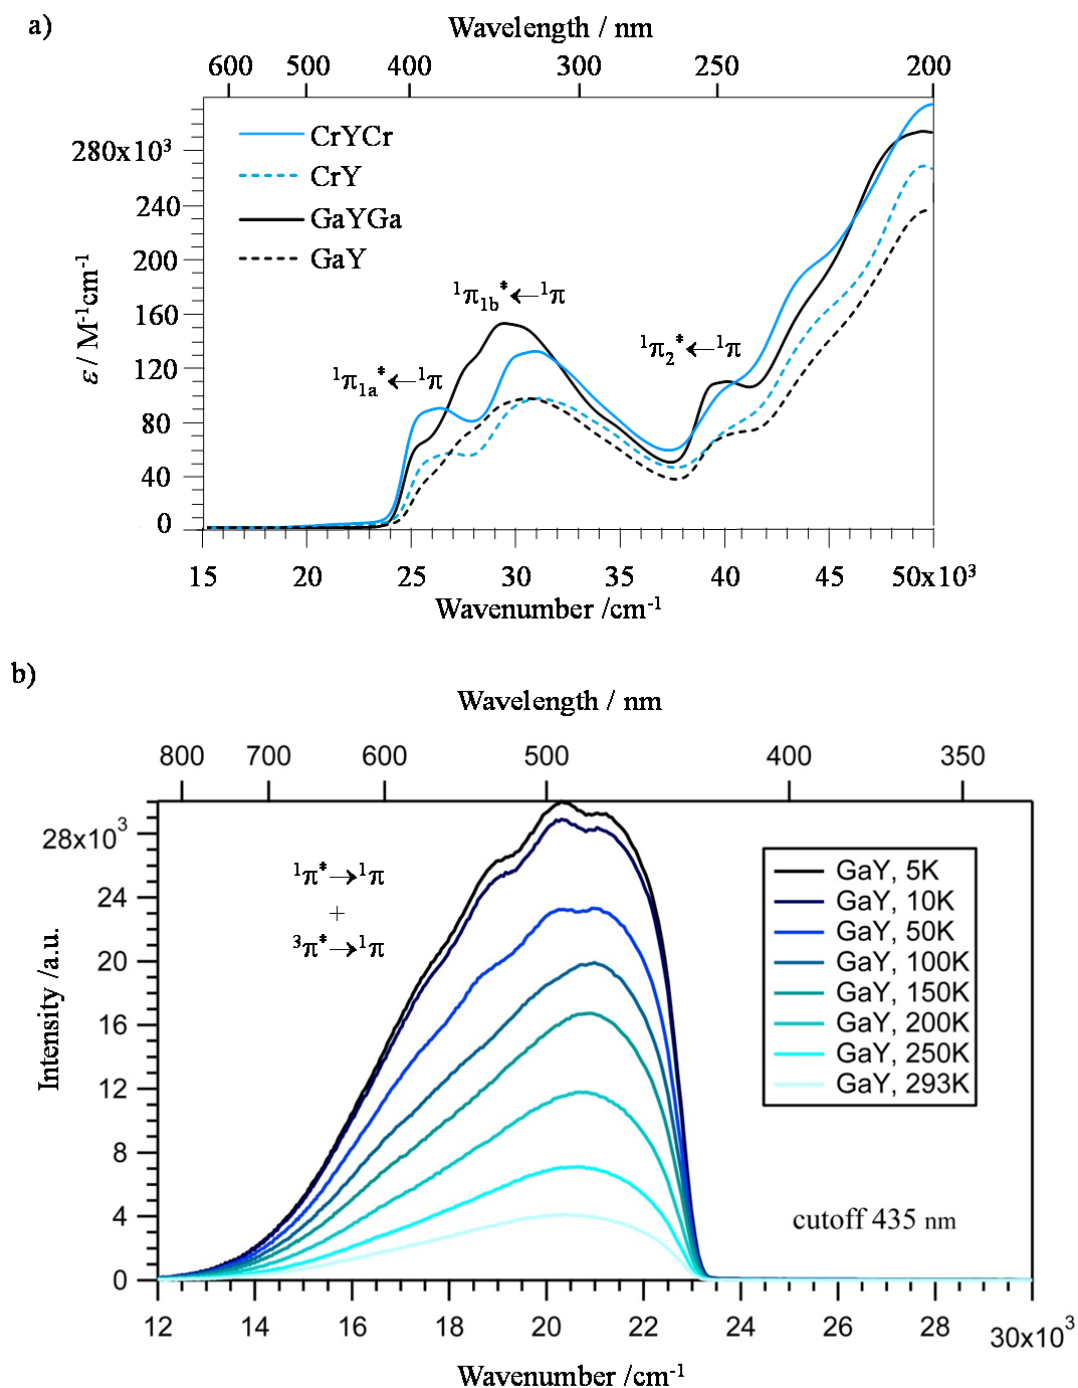 a)
Wavelength / nm
600 500 400 300 250 200
CrYCr
CrY
GaYGa
GaY
280x10³
240
200
160
120
80
40
0
ε / M⁻¹cm⁻¹
¹π₁b*←¹π
¹π₁a*←¹π
¹π₂*←¹π
15 20 25 30 35 40 45 50x10³
Wavenumber /cm⁻¹
b)
Wavelength / nm
800 700 600 500 400 350
28x10³
24
20
16
12
8
4
0
Intensity /a.u.
¹π*→¹π
+
³π*→¹π
GaY, 5K
GaY, 10K
GaY, 50K
GaY, 100K
GaY, 150K
GaY, 200K
GaY, 250K
GaY, 293K
cutoff 435 nm
12 14 16 18 20 22 24 26 28 30x10³
Wavenumber /cm⁻¹